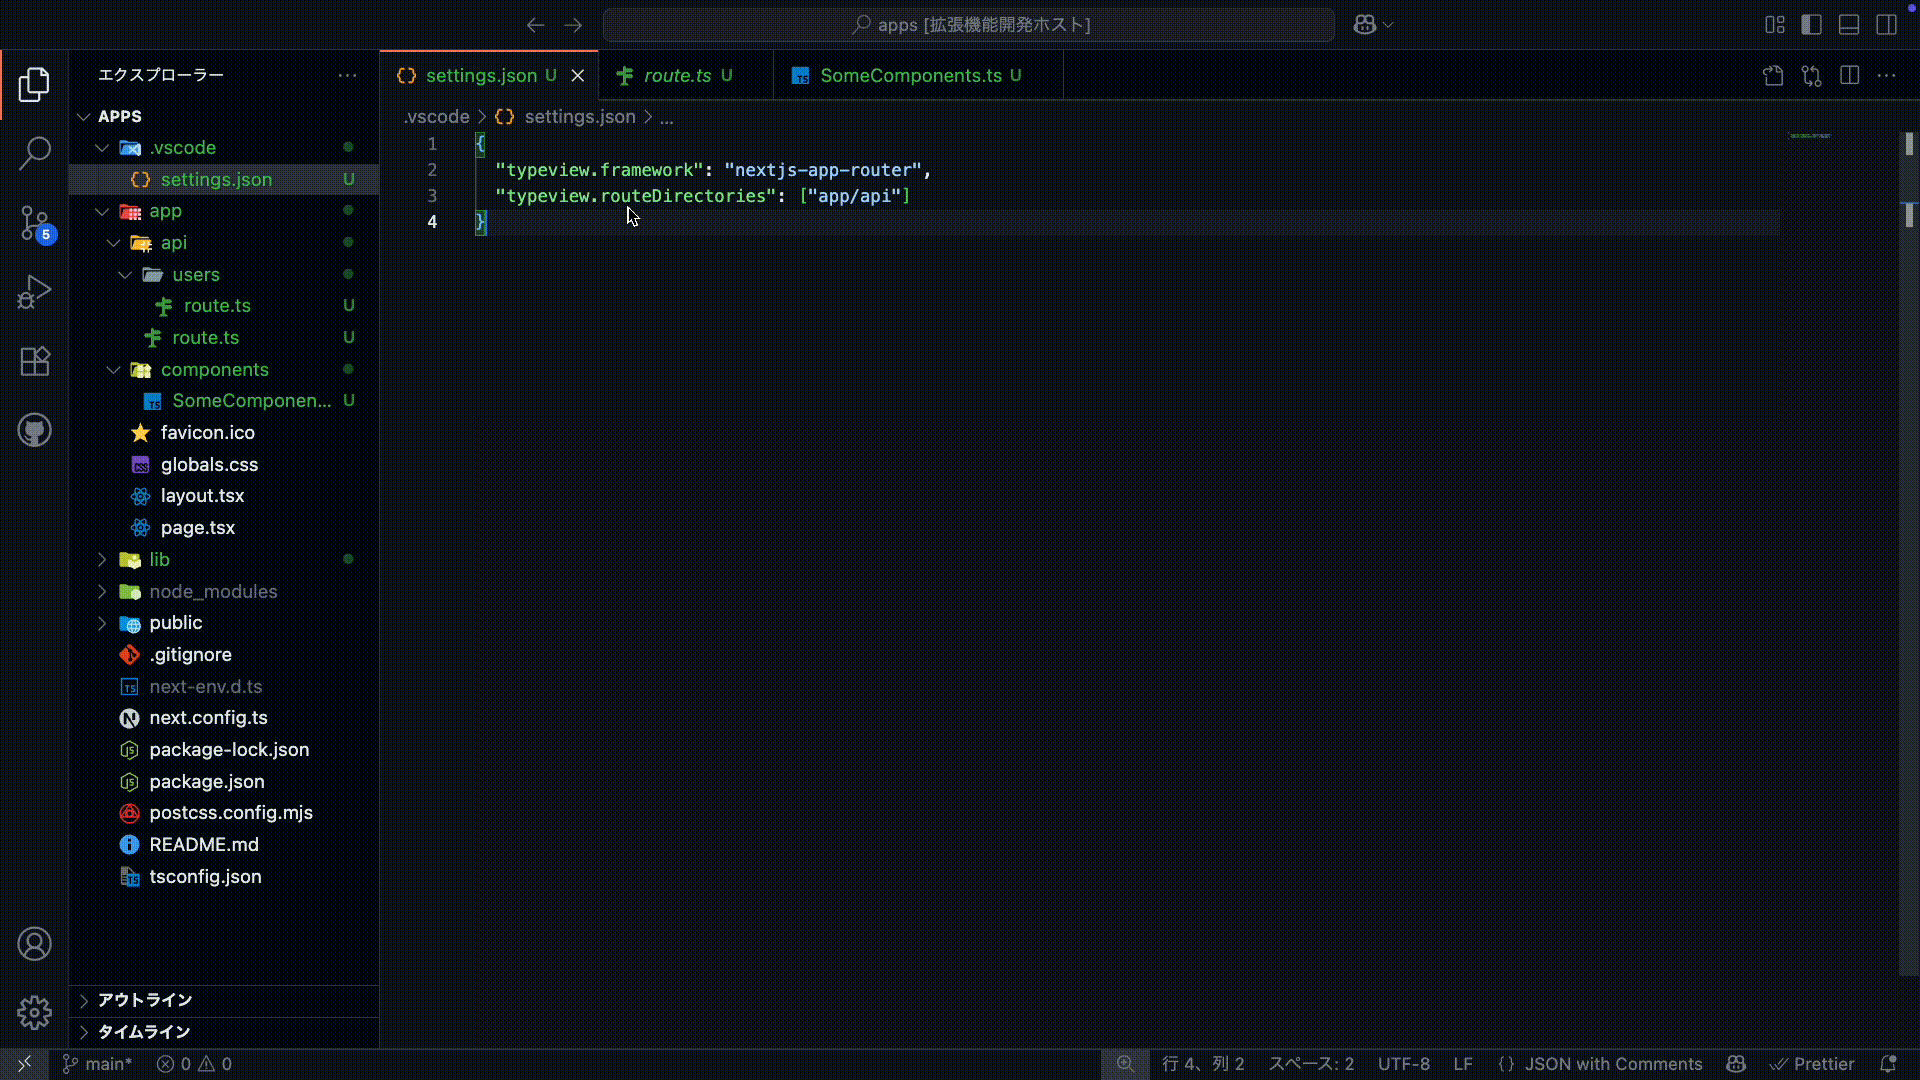 apps [拡張機能開発ホスト]
エクスプローラー
settings.json U
route.ts U
SomeComponents.ts U
.vscode > settings.json > ...
APPS
.vscode
settings.json U
app
api
users
route.ts U
route.ts U
components
SomeComponen... U
favicon.ico
globals.css
layout.tsx
page.tsx
lib
node_modules
public
.gitignore
next-env.d.ts
next.config.ts
package-lock.json
package.json
postcss.config.mjs
README.md
tsconfig.json
アウトライン
タイムライン
5
1 {
2 "typeview.framework": "nextjs-app-router",
3 "typeview.routeDirectories": ["app/api"]
4 }
main* 0 0 行 4、列 2 スペース: 2 UTF-8 LF {} JSON with Comments Prettier